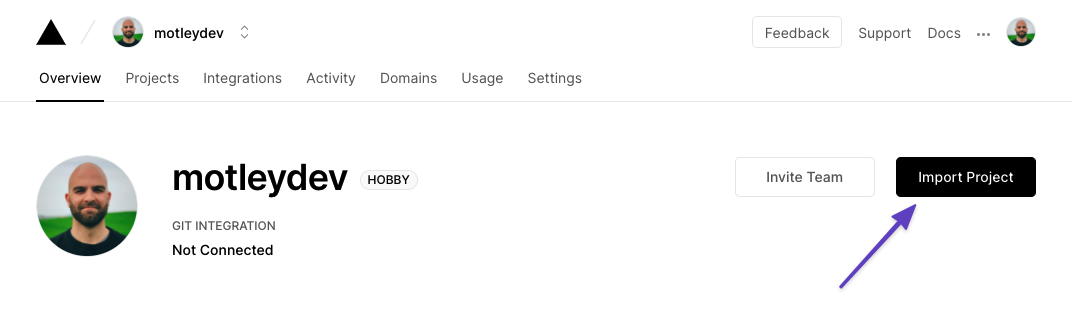 motleydev Feedback Support Docs
Overview Projects Integrations Activity Domains Usage Settings
motleydev HOBBY Invite Team Import Project
GIT INTEGRATION
Not Connected